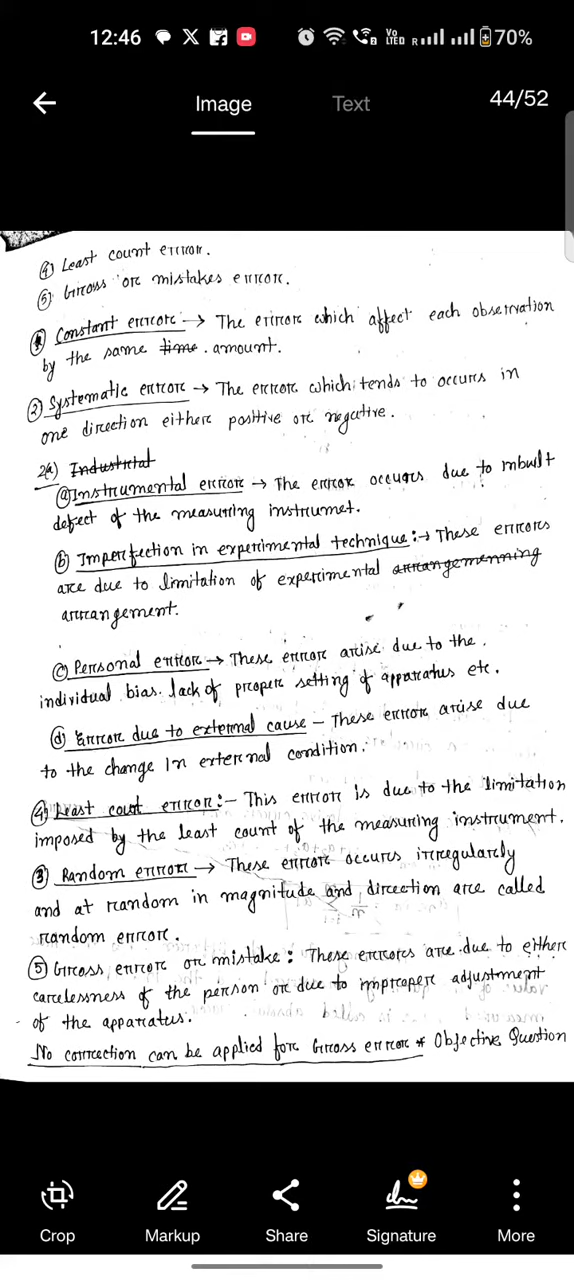 12:46
VoLTED R 70%
Image Text 44/52
④ Least count error.
⑤ Gross or mistakes error.
① Constant error → The error which affect each observation
by the same time. amount.
② Systematic error → The error which tends to occurs in
one direction either positive or negative.
2(a) Industrial
ⓐ Instrumental error → The error occurs due to inbuilt
defect of the measuring instrumet.
ⓑ Imperfection in experimental technique:→ These errors
are due to limitation of experimental arrangemenning
arrangement.
ⓒ Personal error → These error arise due to the
individual bias. lack of proper setting of apparatus etc.
ⓓ Error due to external cause – These error arise due
to the change in external condition.
④ Least cout error:– This error is due to the limitation
imposed by the least count of the measuring instrument.
③ Random error → These error occurs irregularly
and at random in magnitude and direction are called
random error.
⑤ Gross, error or mistake: These errors are due to either
carelessness of the person or due to improper adjustment
of the apparatus.
No correction can be applied for Gross error * Objective Question
Crop Markup Share Signature More